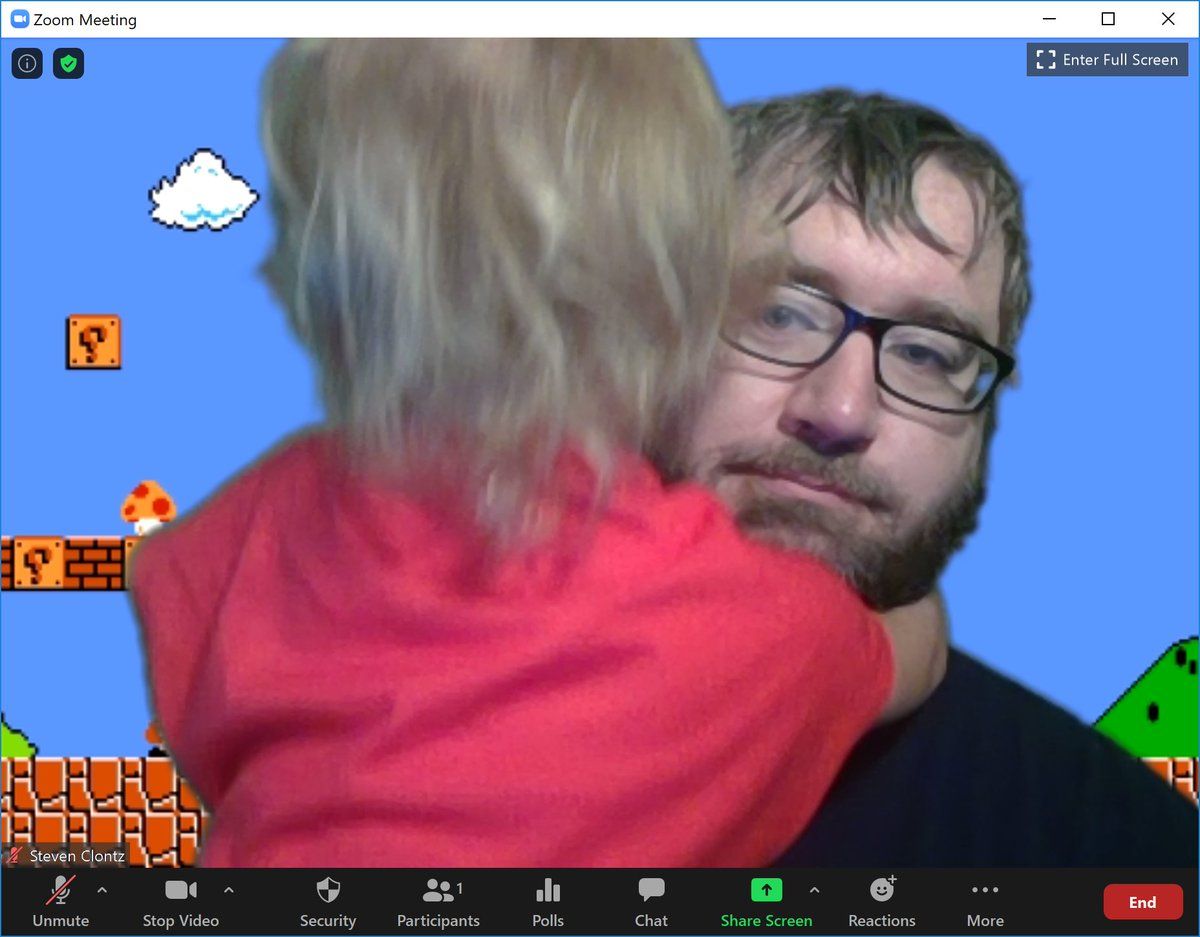 Zoom Meeting
Enter Full Screen
?
?
Steven Clontz
1
Unmute
Stop Video
Security
Participants
Polls
Chat
Share Screen
Reactions
More
End